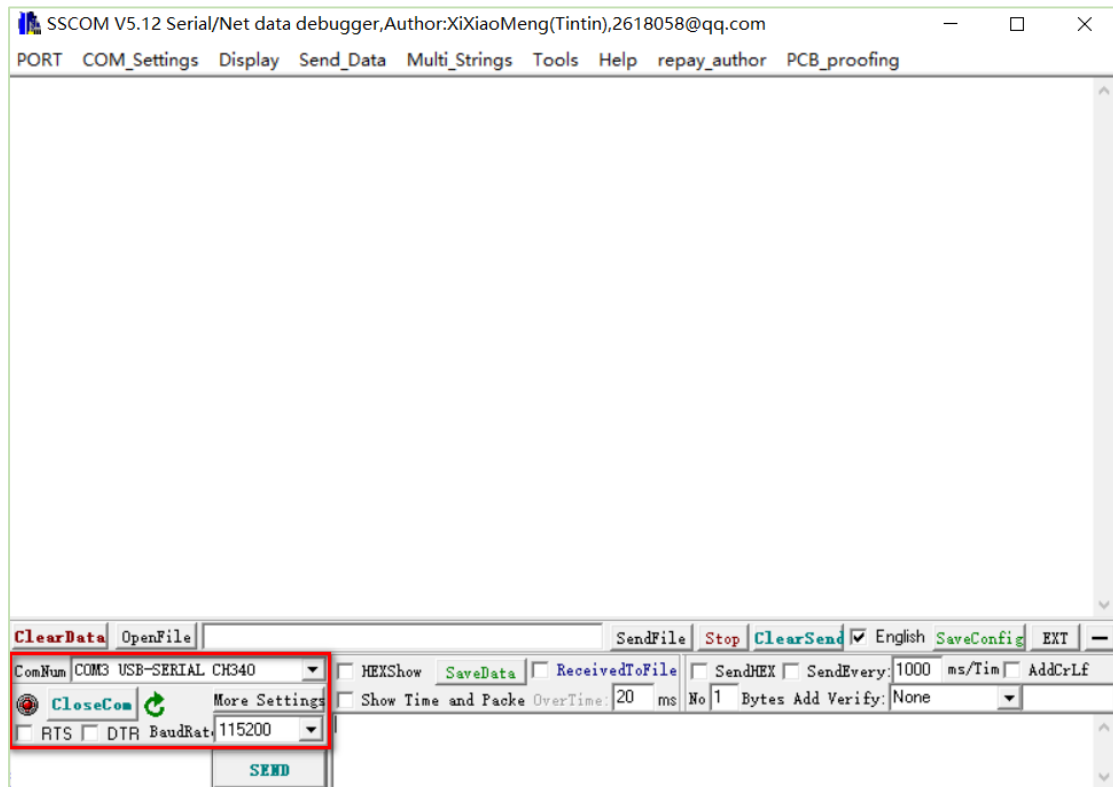 SSCOM V5.12 Serial/Net data debugger,Author:XiXiaoMeng(Tintin),2618058@qq.com
PORT COM_Settings Display Send_Data Multi_Strings Tools Help repay_author PCB_proofing
ClearData OpenFile SendFile Stop ClearSend English SaveConfig EXT
ComNum COM3 USB-SERIAL CH340 HEXShow SaveData ReceivedToFile SendHEX SendEvery: 1000 ms/Tim AddCrLf
CloseCom More Settings Show Time and Packe OverTime: 20 ms No 1 Bytes Add Verify: None
RTS DTR BaudRat 115200
SEND